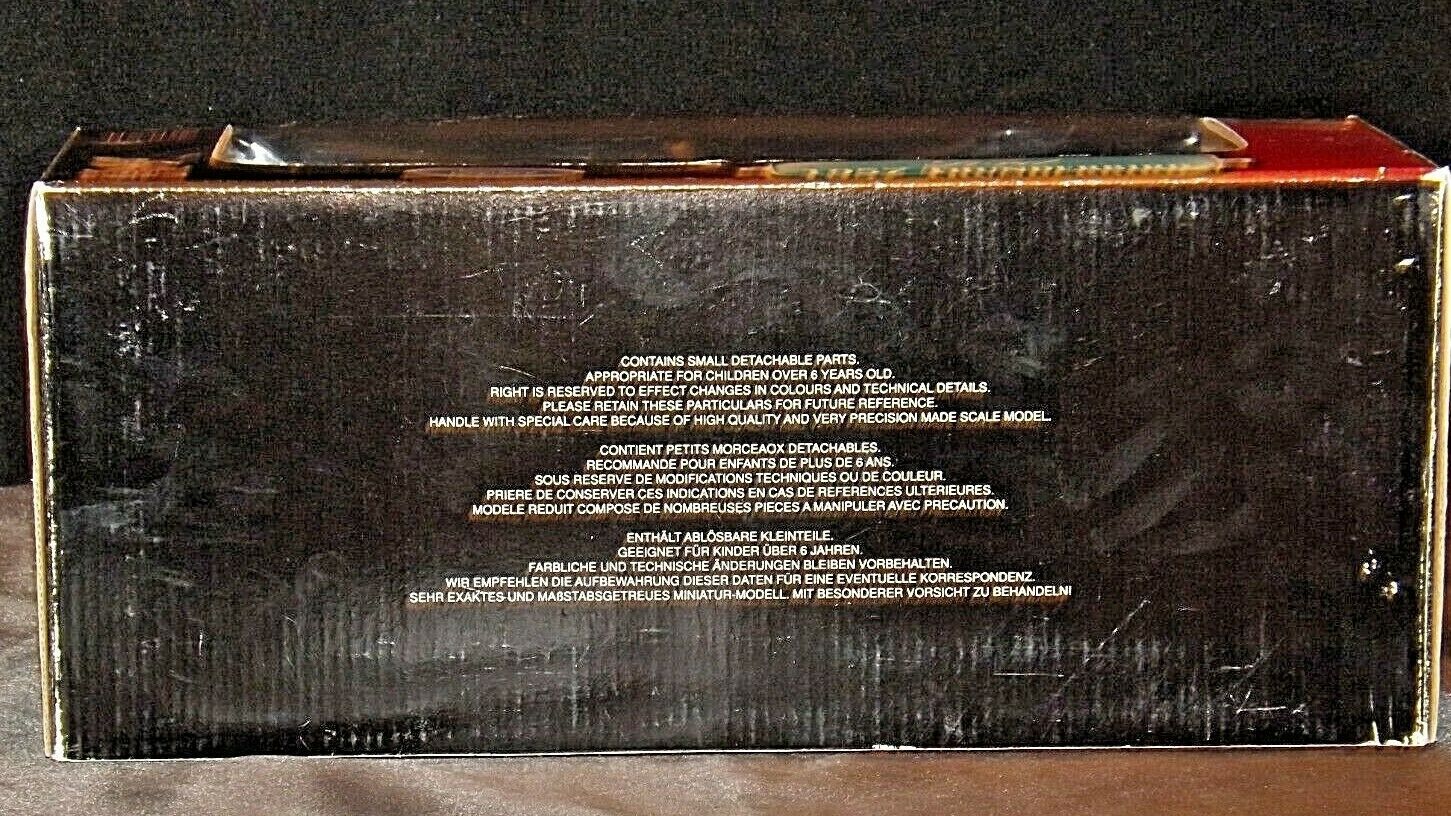 CONTAINS SMALL DETACHABLE PARTS.
APPROPRIATE FOR CHILDREN OVER 6 YEARS OLD.
RIGHT IS RESERVED TO EFFECT CHANGES IN COLOURS AND TECHNICAL DETAILS.
PLEASE RETAIN THESE PARTICULARS FOR FUTURE REFERENCE.
HANDLE WITH SPECIAL CARE BECAUSE OF HIGH QUALITY AND VERY PRECISION MADE SCALE MODEL.
CONTIENT PETITS MORCEAOX DETACHABLES.
RECOMMANDE POUR ENFANTS DE PLUS DE 6 ANS.
SOUS RESERVE DE MODIFICATIONS TECHNIQUES OU DE COULEUR.
PRIERE DE CONSERVER CES INDICATIONS EN CAS DE REFERENCES ULTERIEURES.
MODELE REDUIT COMPOSE DE NOMBREUSES PIECES A MANIPULER AVEC PRECAUTION.
ENTHÄLT ABLÖSBARE KLEINTEILE.
GEEIGNET FÜR KINDER ÜBER 6 JAHREN.
FARBLICHE UND TECHNISCHE ÄNDERUNGEN BLEIBEN VORBEHALTEN.
WIR EMPFEHLEN DIE AUFBEWAHRUNG DIESER DATEN FÜR EINE EVENTUELLE KORRESPONDENZ.
SEHR EXAKTES UND MAßSTABSGETREUES MINIATUR-MODELL. MIT BESONDERER VORSICHT ZU BEHANDELN!